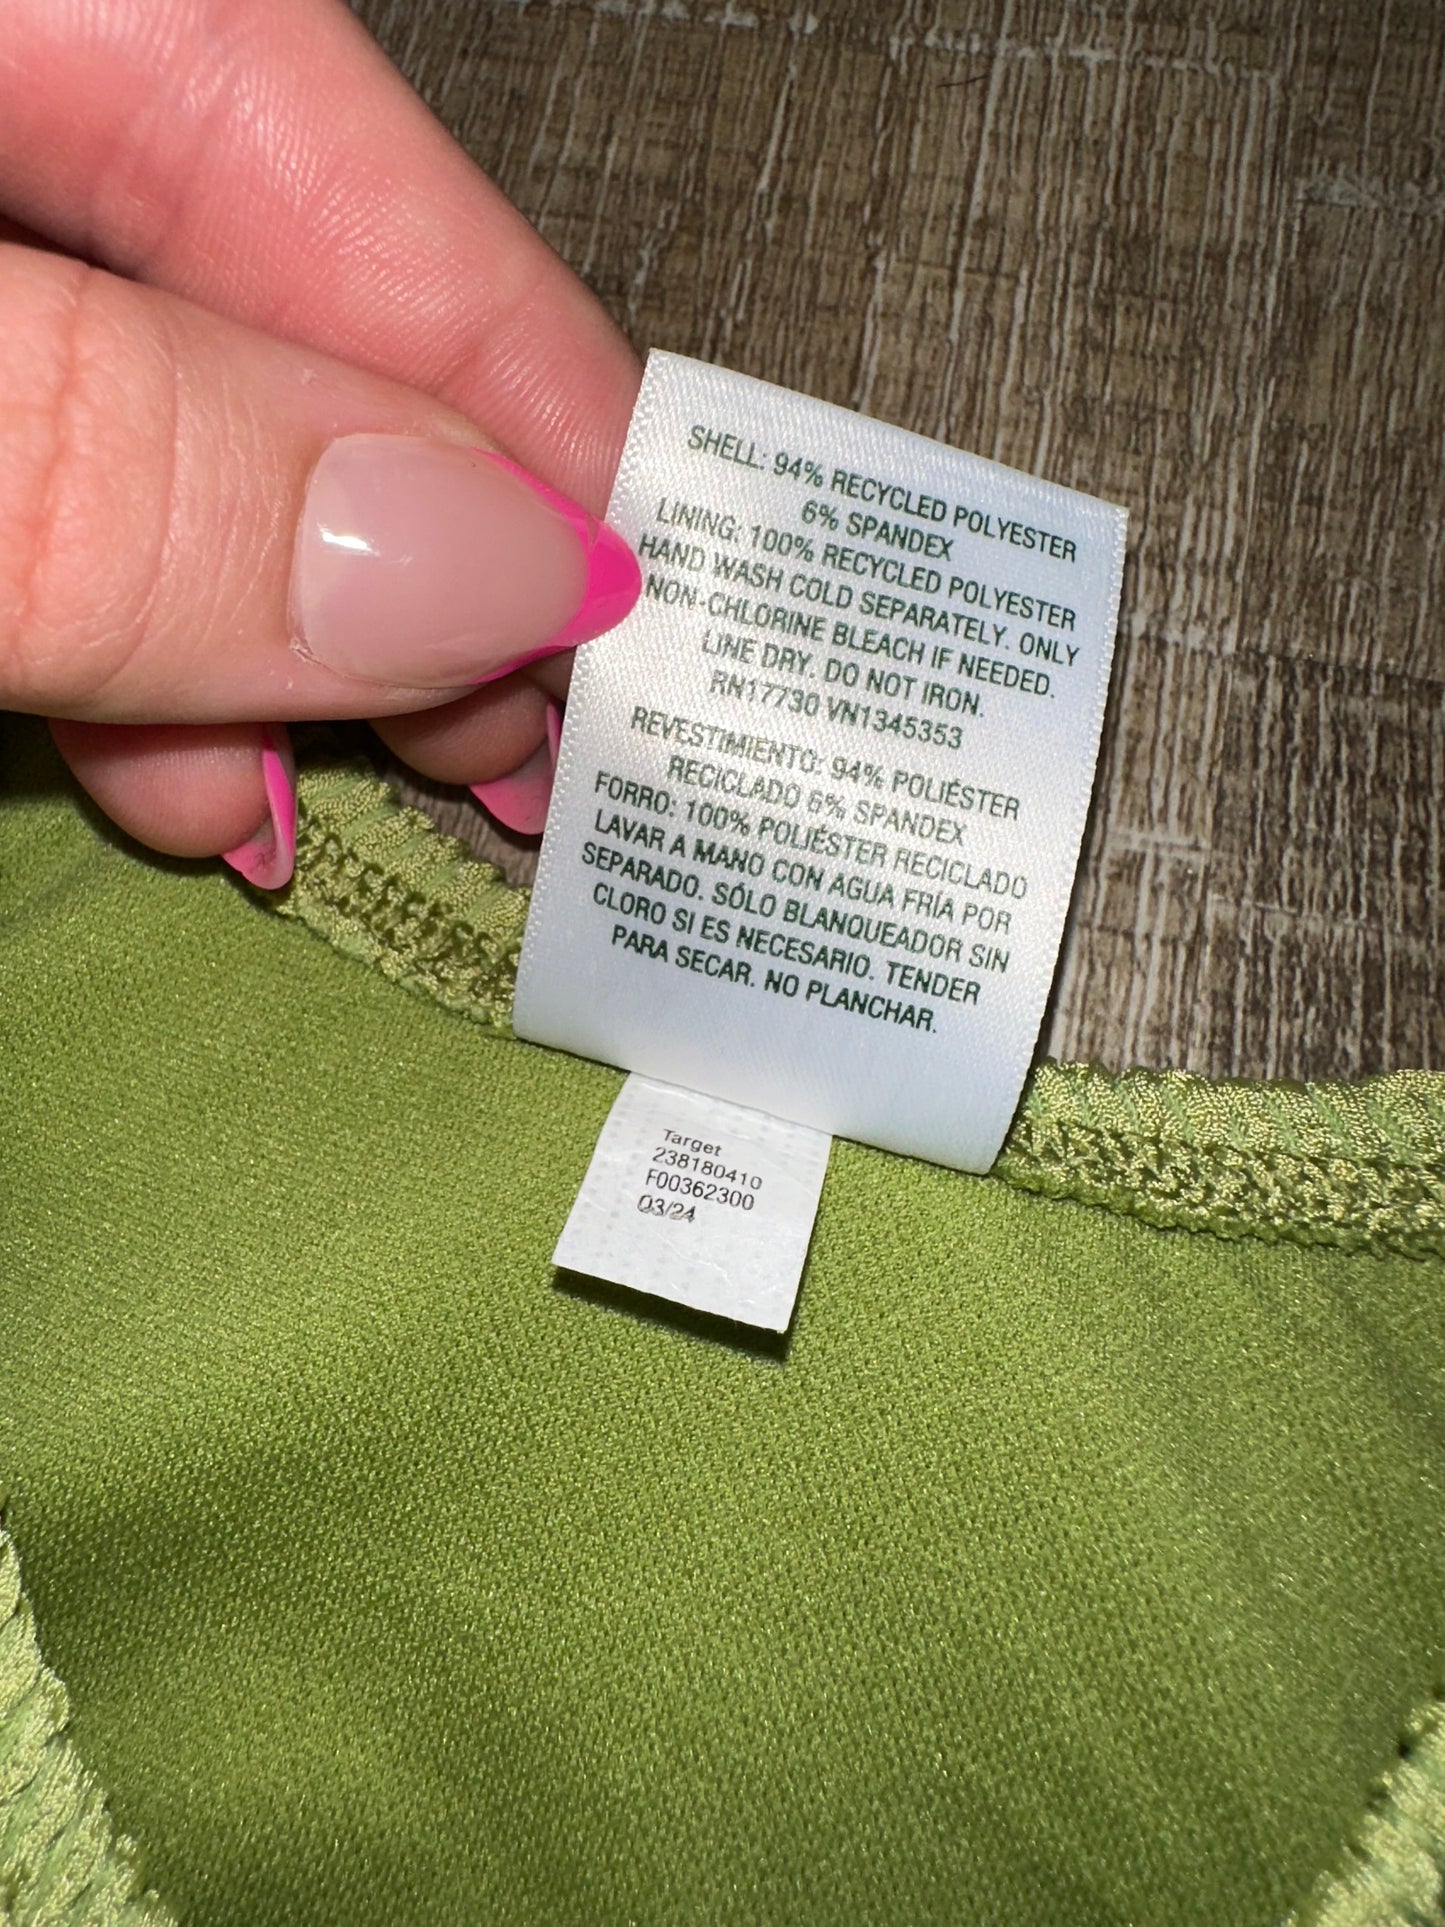 SHELL: 94% RECYCLED POLYESTER
6% SPANDEX
LINING: 100% RECYCLED POLYESTER
HAND WASH COLD SEPARATELY. ONLY
NON-CHLORINE BLEACH IF NEEDED.
LINE DRY. DO NOT IRON.
RN17730 VN1345353
REVESTIMIENTO: 94% POLIÉSTER
RECICLADO 6% SPANDEX
FORRO: 100% POLIÉSTER RECICLADO
LAVAR A MANO CON AGUA FRÍA POR
SEPARADO. SÓLO BLANQUEADOR SIN
CLORO SI ES NECESARIO. TENDER
PARA SECAR. NO PLANCHAR.
Target
238180410
F00362300
Q3/24